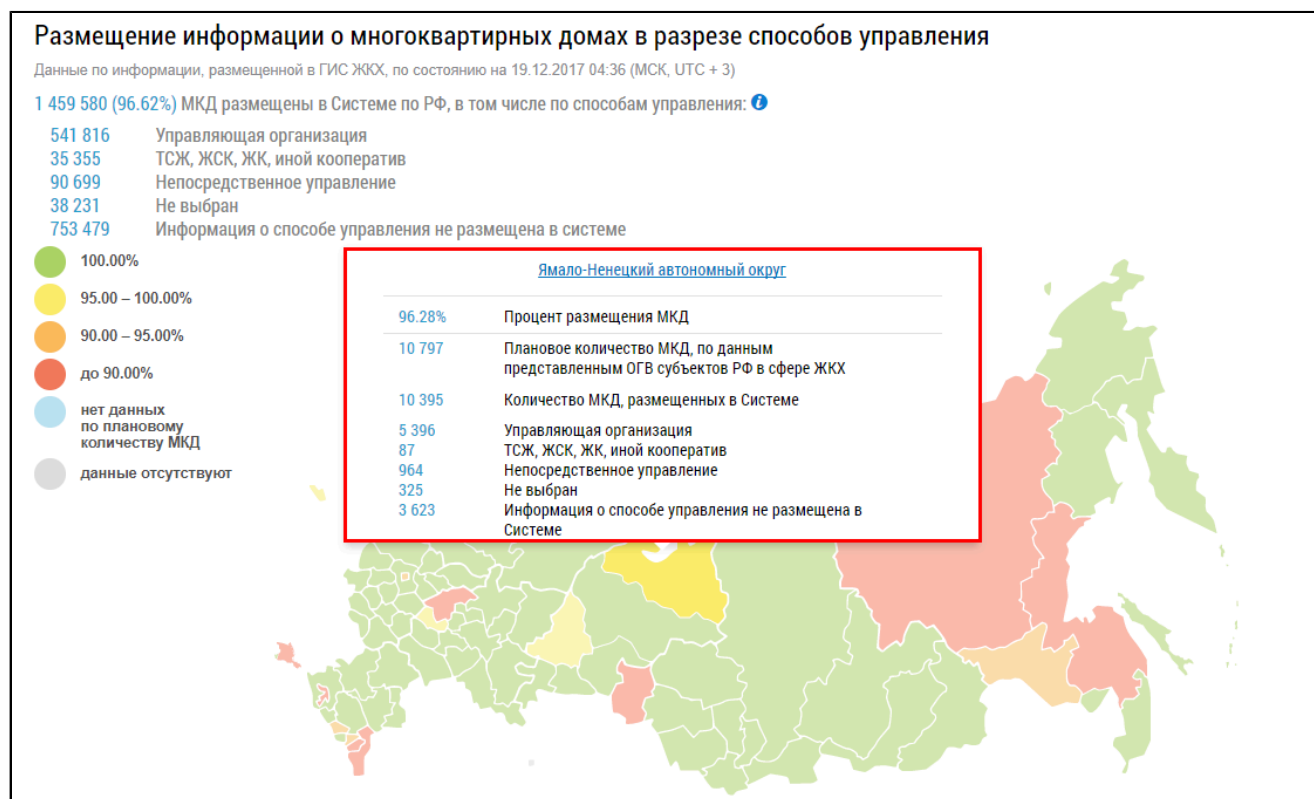 Размещение информации о многоквартирных домах в разрезе способов управления
Данные по информации, размещенной в ГИС ЖКХ, по состоянию на 19.12.2017 04:36 (МСК, UTC + 3)
1 459 580 (96.62%) МКД размещены в Системе по РФ, в том числе по способам управления: i
541 816 Управляющая организация
35 355 ТСЖ, ЖСК, ЖК, иной кооператив
90 699 Непосредственное управление
38 231 Не выбран
753 479 Информация о способе управления не размещена в системе
100.00%
95.00 – 100.00%
90.00 – 95.00%
до 90.00%
нет данных
по плановому
количеству МКД
данные отсутствуют
Ямало-Ненецкий автономный округ
96.28% Процент размещения МКД
10 797 Плановое количество МКД, по данным
представленным ОГВ субъектов РФ в сфере ЖКХ
10 395 Количество МКД, размещенных в Системе
5 396 Управляющая организация
87 ТСЖ, ЖСК, ЖК, иной кооператив
964 Непосредственное управление
325 Не выбран
3 623 Информация о способе управления не размещена в
Системе